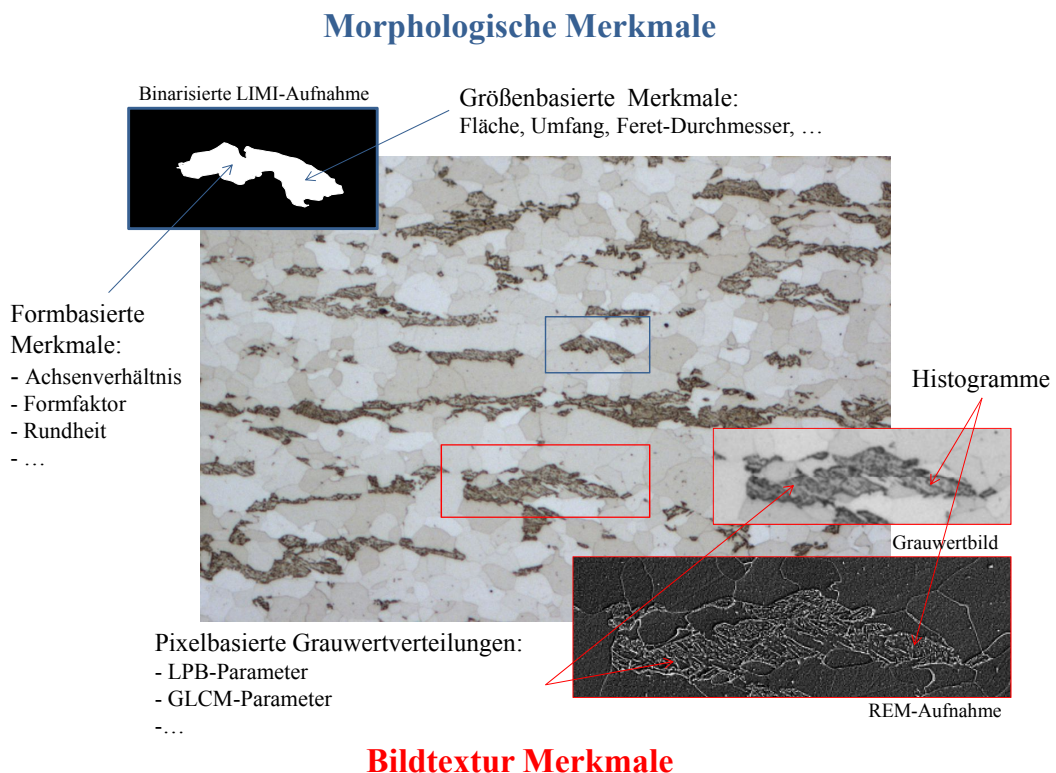 Morphologische Merkmale
Binarisierte LIMI-Aufnahme
Größenbasierte Merkmale:
Fläche, Umfang, Feret-Durchmesser, …
Formbasierte
Merkmale:
- Achsenverhältnis
- Formfaktor
- Rundheit
- …
Histogramme
Grauwertbild
Pixelbasierte Grauwertverteilungen:
- LPB-Parameter
- GLCM-Parameter
-…
REM-Aufnahme
Bildtextur Merkmale